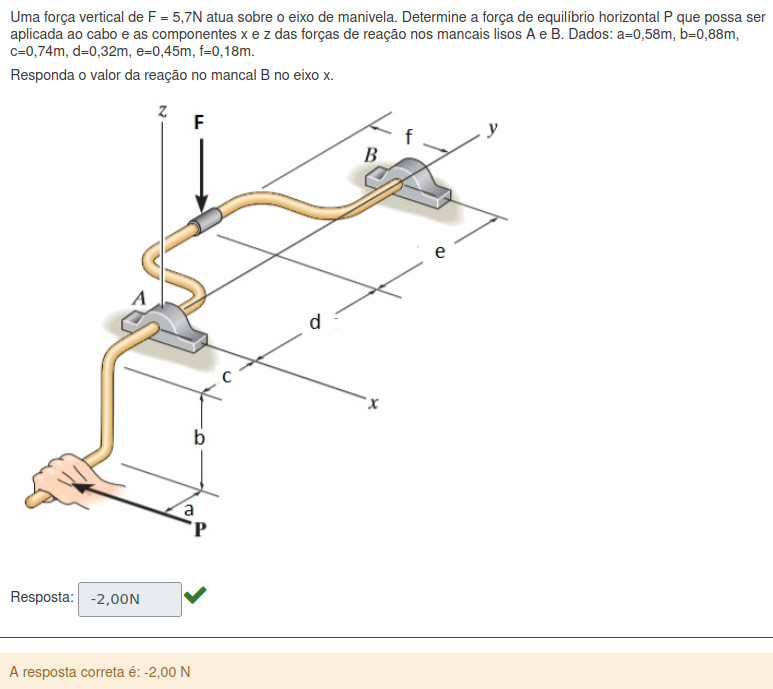 Uma força vertical de F = 5,7N atua sobre o eixo de manivela. Determine a força de equilíbrio horizontal P que possa ser
aplicada ao cabo e as componentes x e z das forças de reação nos mancais lisos A e B. Dados: a=0,58m, b=0,88m,
c=0,74m, d=0,32m, e=0,45m, f=0,18m.
Responda o valor da reação no mancal B no eixo x.
z
F
f
y
B
e
A
d
c
x
b
a
P
Resposta: -2,00N
A resposta correta é: -2,00 N